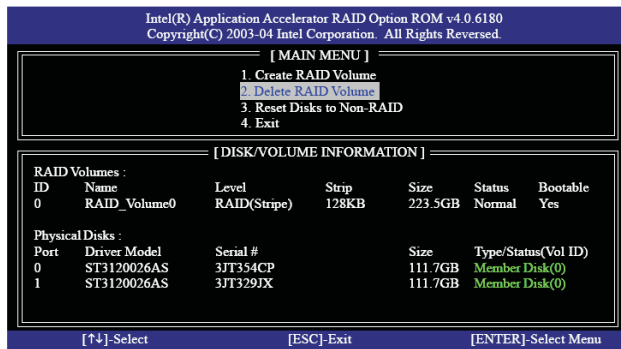 Intel(R) Application Accelerator RAID Option ROM v4.0.6180
Copyright(C) 2003-04 Intel Corporation. All Rights Reversed.
[ MAIN MENU ]
1. Create RAID Volume
2. Delete RAID Volume
3. Reset Disks to Non-RAID
4. Exit
[ DISK/VOLUME INFORMATION ]
RAID Volumes :
ID Name Level Strip Size Status Bootable
0 RAID_Volume0 RAID(Stripe) 128KB 223.5GB Normal Yes
Physical Disks :
Port Driver Model Serial # Size Type/Status(Vol ID)
0 ST3120026AS 3JT354CP 111.7GB Member Disk(0)
1 ST3120026AS 3JT329JX 111.7GB Member Disk(0)
[↑↓]-Select [ESC]-Exit [ENTER]-Select Menu